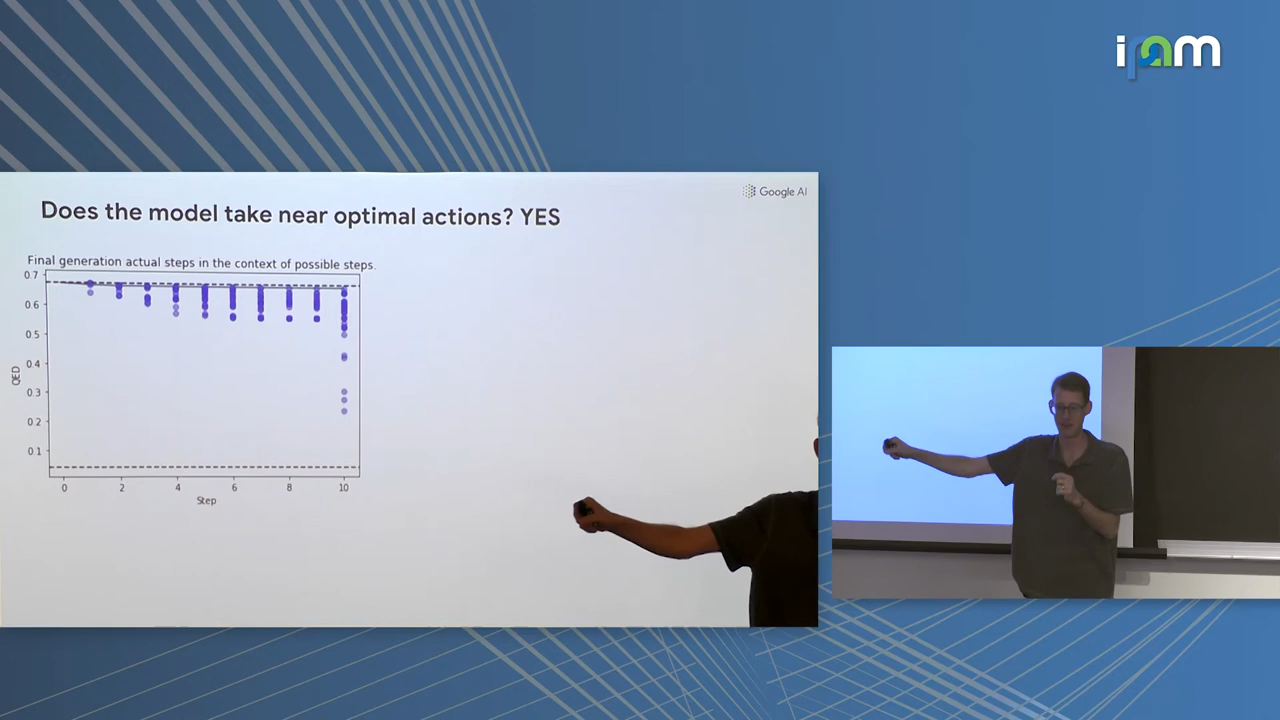 ipam
Google AI
Does the model take near optimal actions? YES
Final generation actual steps in the context of possible steps.
0.7
0.6
0.5
0.4
0.3
0.2
0.1
QED
0 2 4 6 8 10
Step